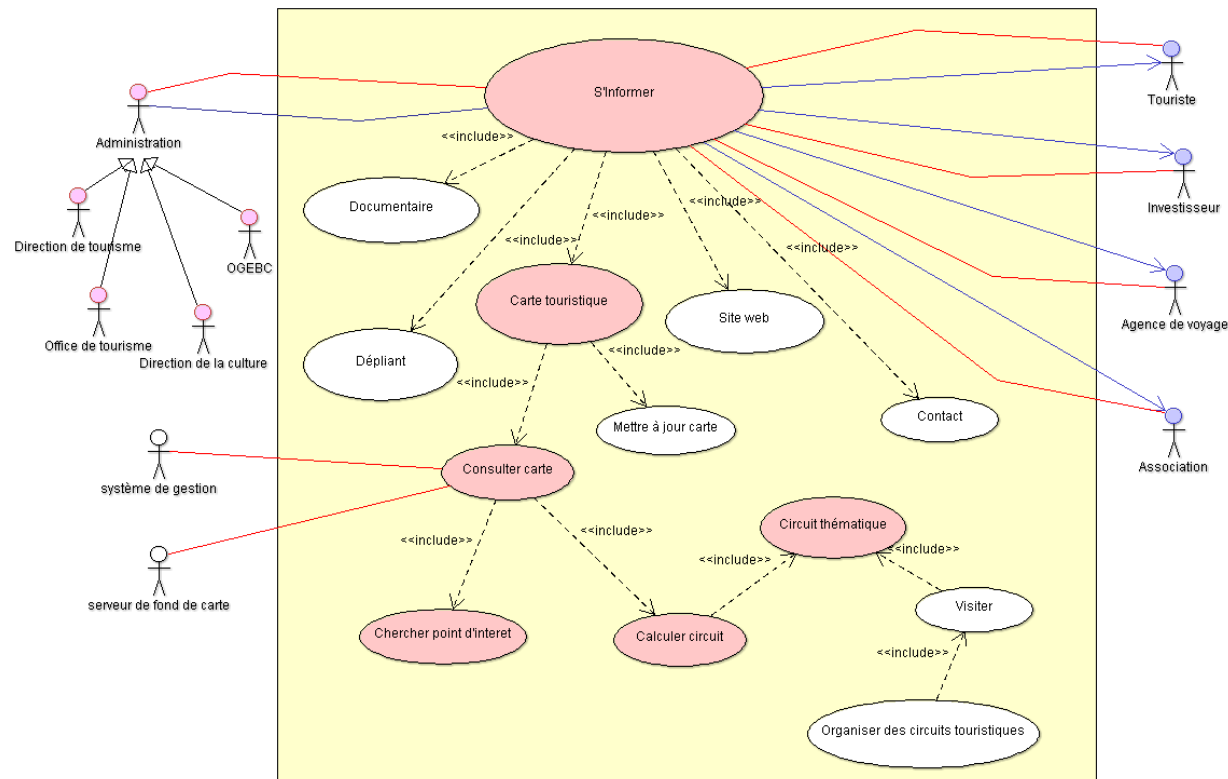 S'Informer
Touriste
Administration
<<include>>
Investisseur
Documentaire
<<include>>
<<include>>
Direction de tourisme
<<include>>
OGEBC
Carte touristique
Site web
Agence de voyage
Office de tourisme
Direction de la culture
Dépliant
<<include>>
<<include>>
Mettre à jour carte
Contact
Association
Consulter carte
système de gestion
Circuit thématique
<<include>>
<<include>>
<<include>>
<<include>>
serveur de fond de carte
Visiter
Chercher point d'interet
Calculer circuit
<<include>>
Organiser des circuits touristiques